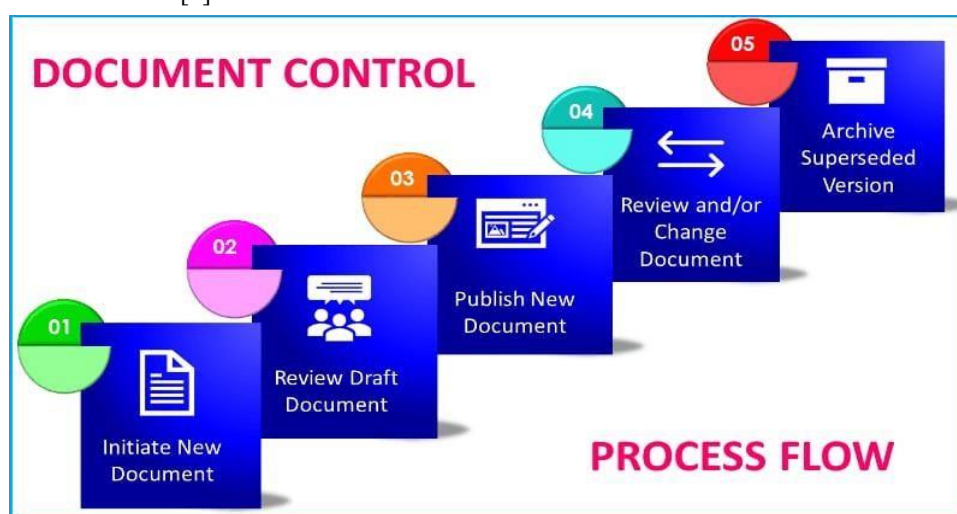 DOCUMENT CONTROL
01
Initiate New
Document
02
Review Draft
Document
03
Publish New
Document
04
Review and/or
Change
Document
05
Archive
Superseded
Version
PROCESS FLOW